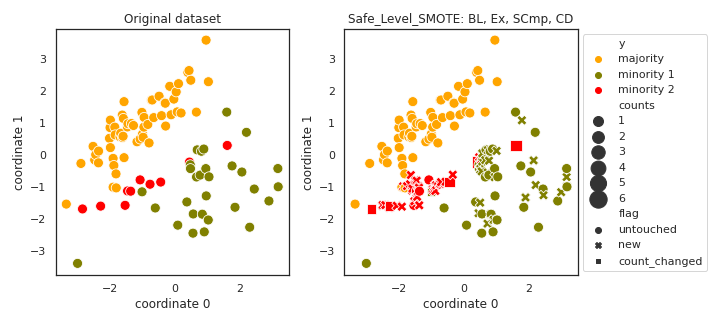 Original dataset
Safe_Level_SMOTE: BL, Ex, SCmp, CD
coordinate 1
3
2
1
0
−1
−2
−3
−2
0
2
coordinate 0
coordinate 1
3
2
1
0
−1
−2
−3
−2
0
2
coordinate 0
y
majority
minority 1
minority 2
counts
1
2
3
4
5
6
flag
untouched
new
count_changed